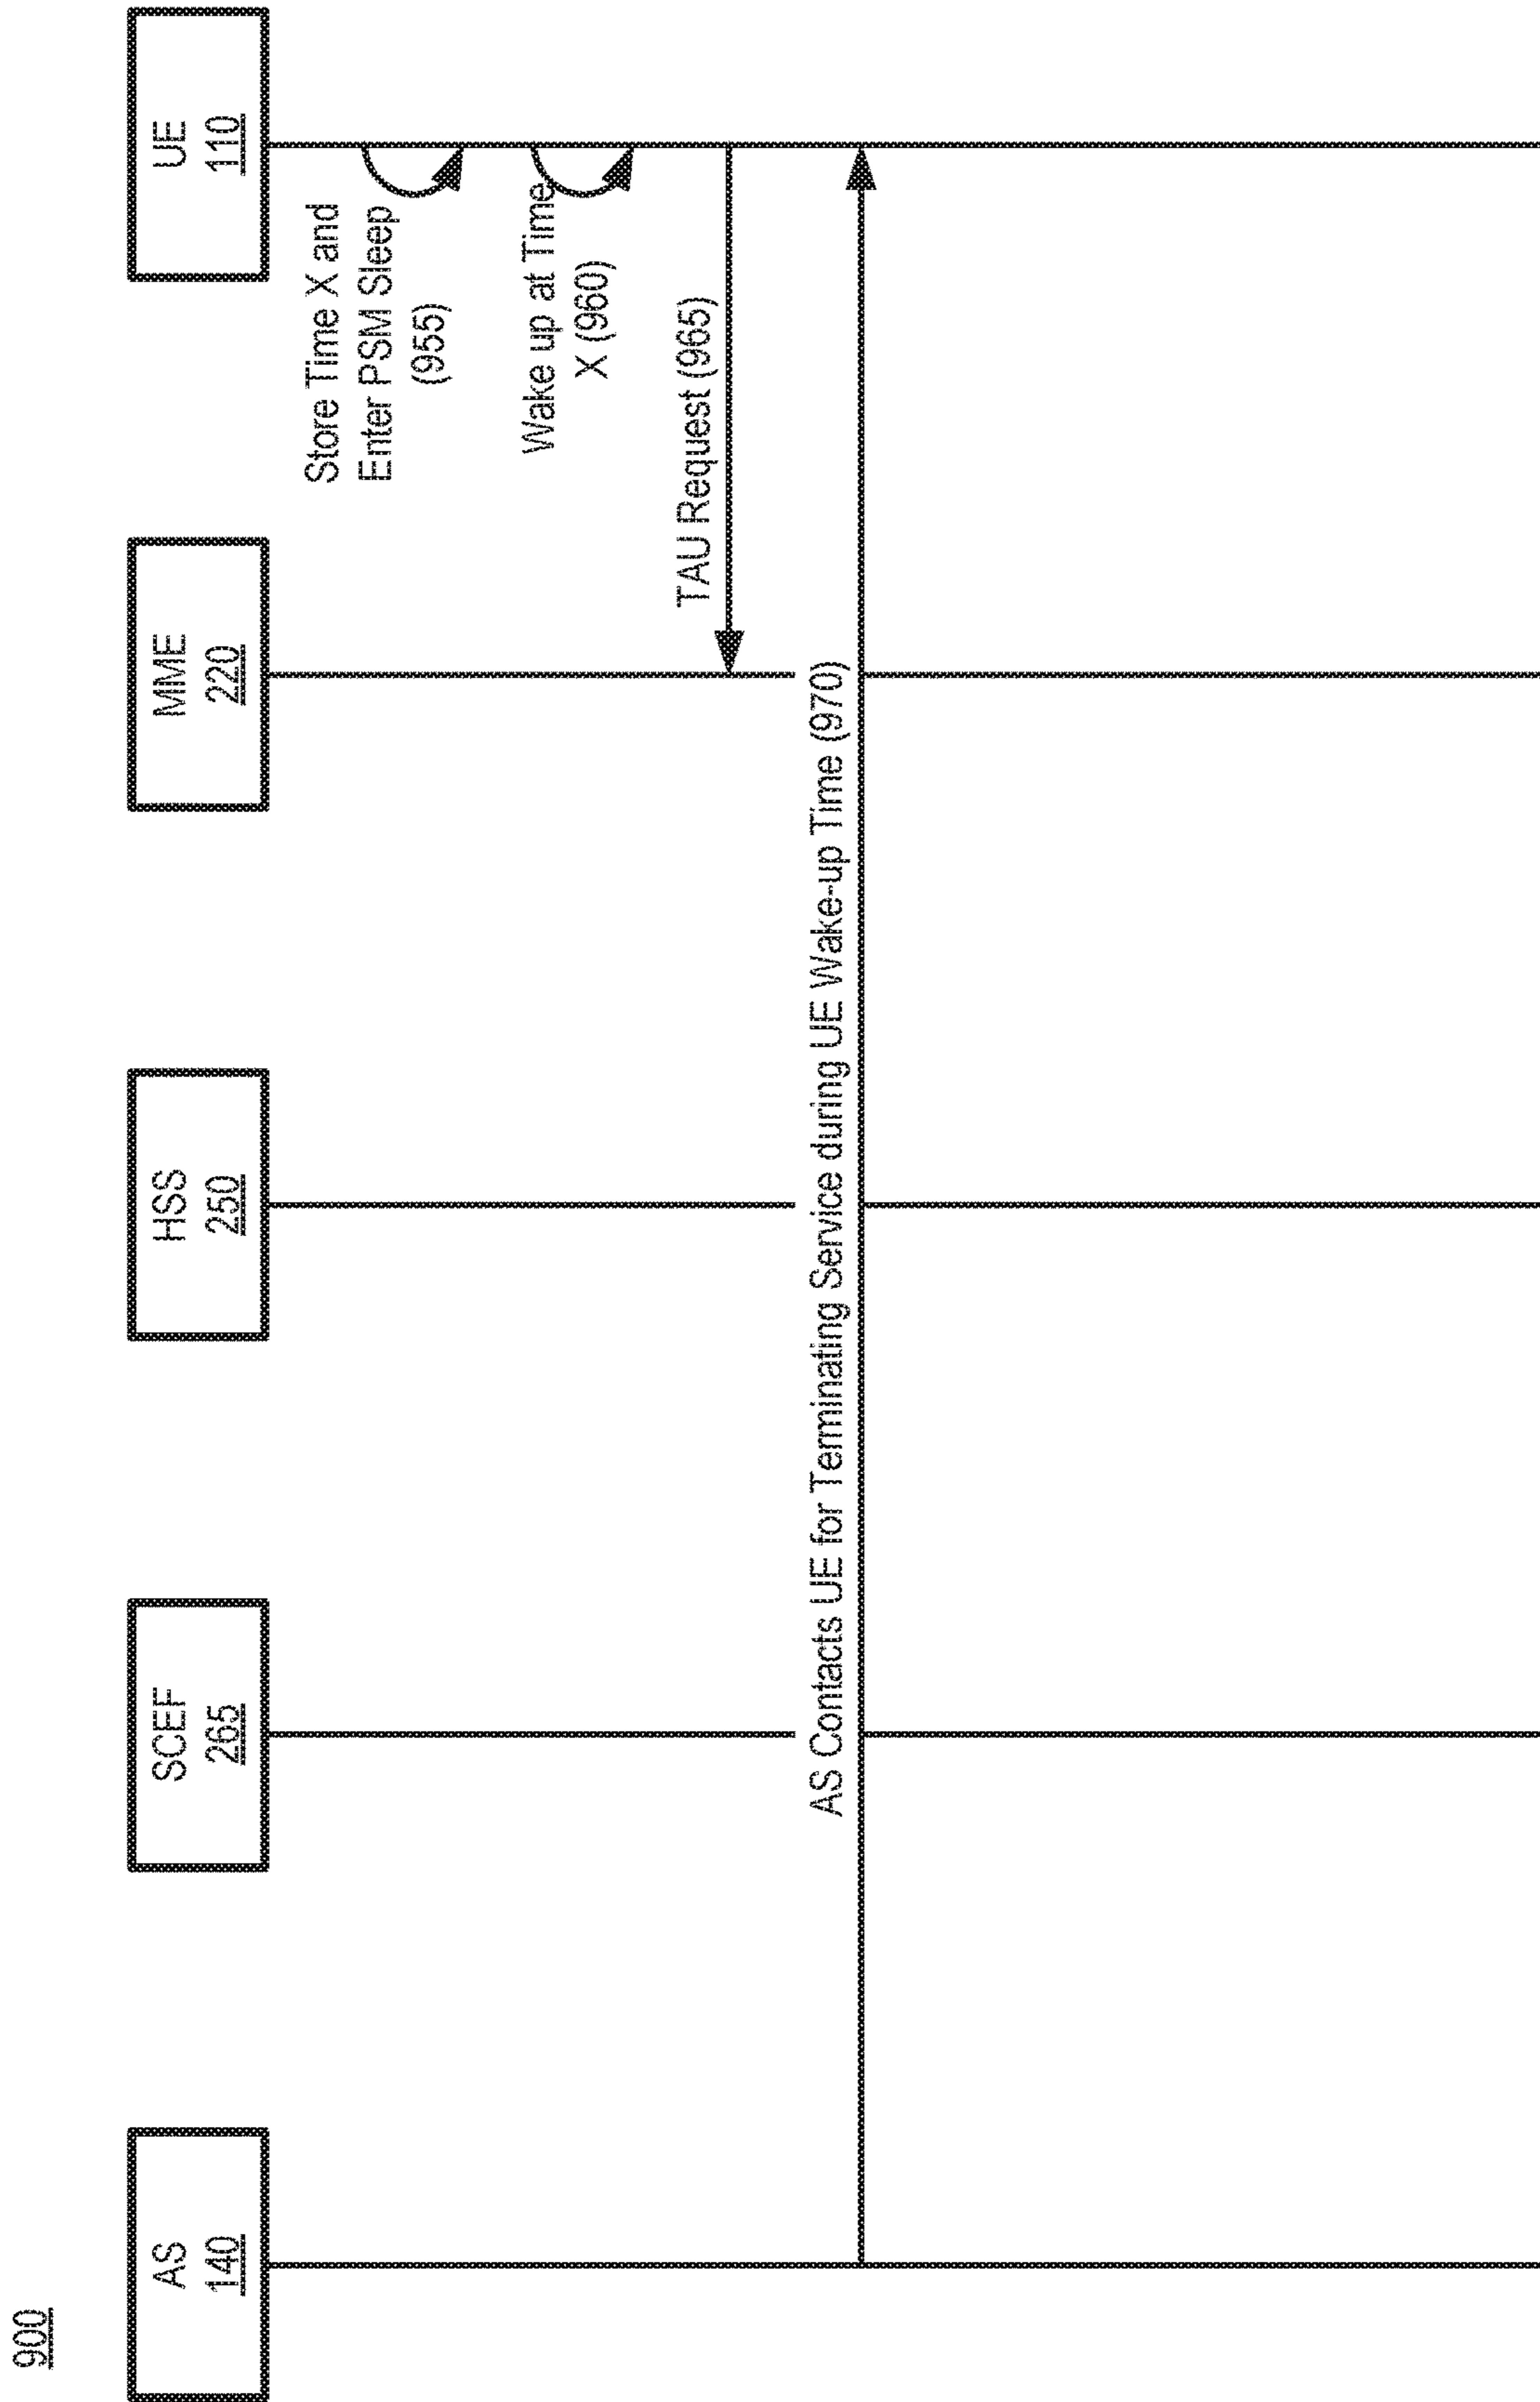 900
AS
140
SCEF
265
HSS
250
MME
220
UE
110
Store Time X and
Enter PSM Sleep
(955)
Wake up at Time
X (960)
TAU Request (965)
AS Contacts UE for Terminating Service during UE Wake-up Time (970)